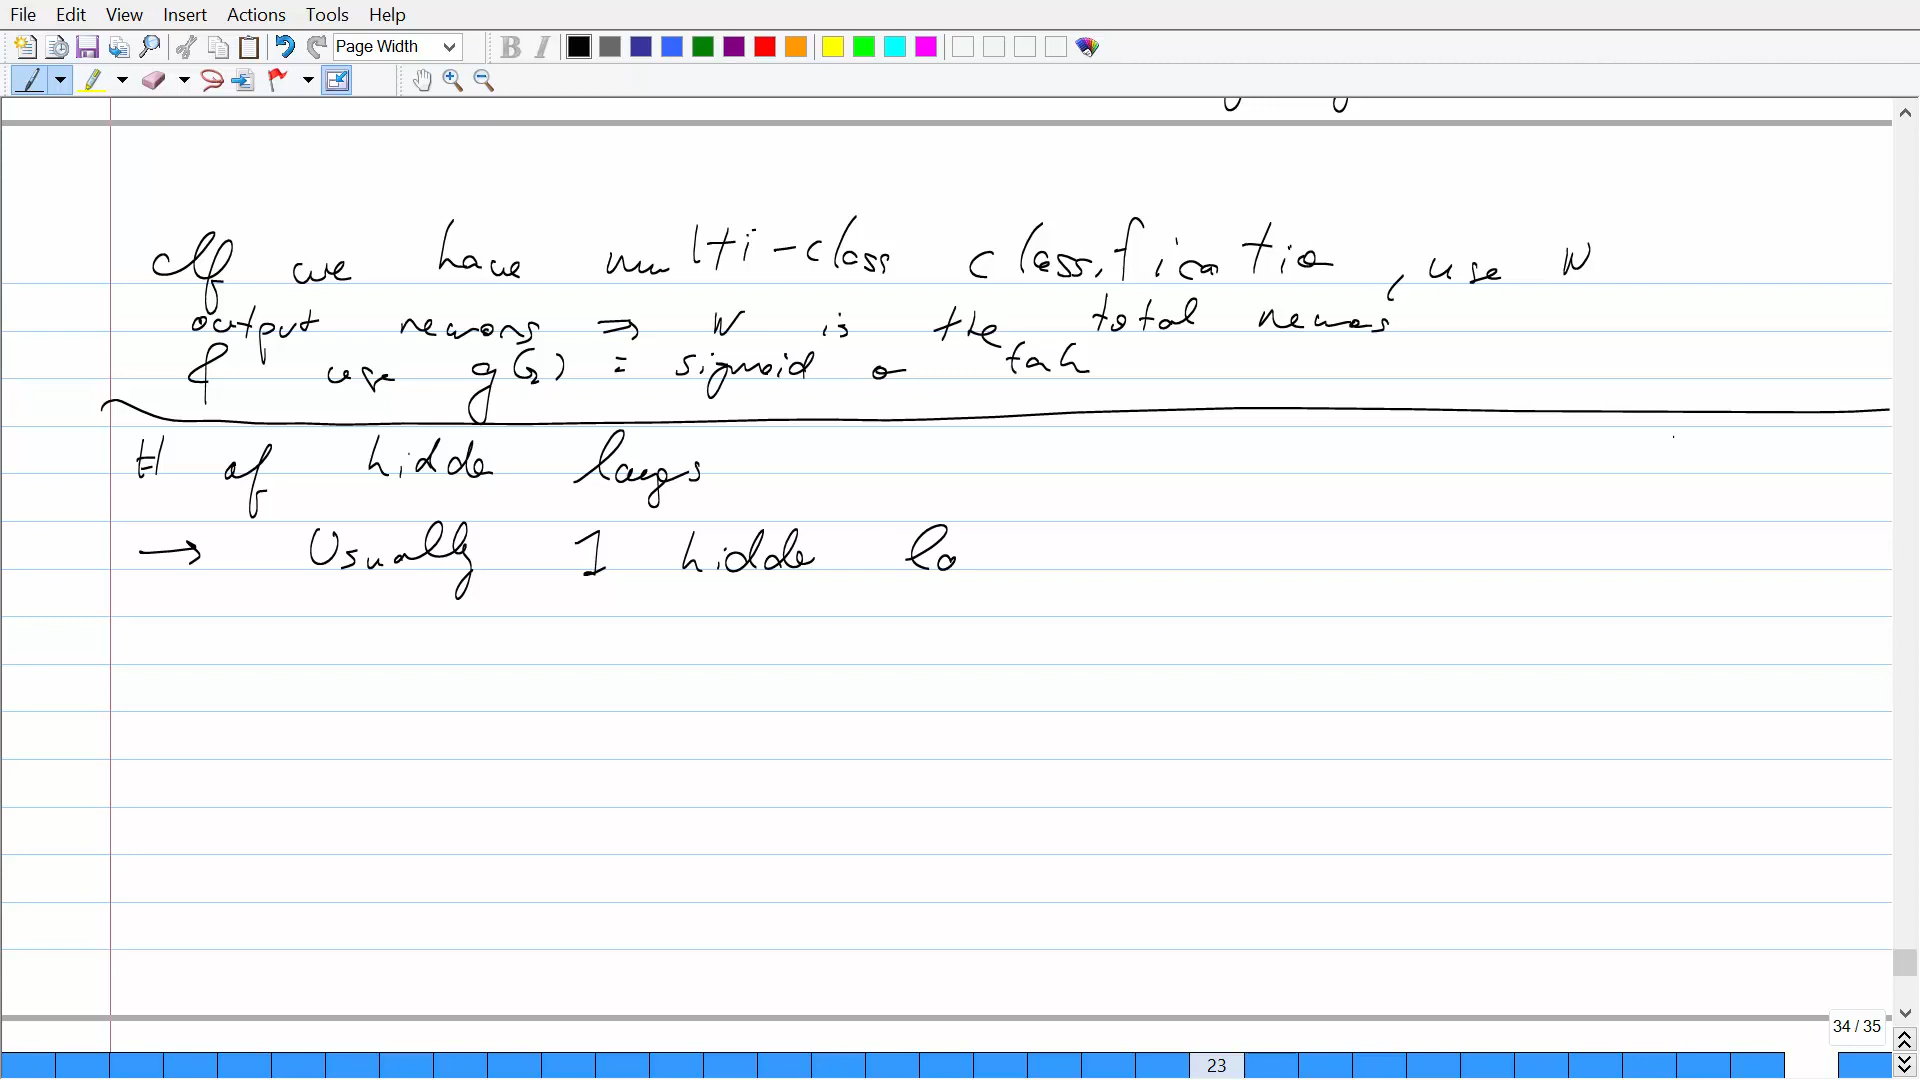 File Edit View Insert Actions Tools Help
Page Width
B I
If we have multi-class classification, use N
output neurons ⇒ N is the total neurons
& use g(z) = sigmoid or tanh
# of hidden layers
→ Usually 1 hidden la
34 / 35
23